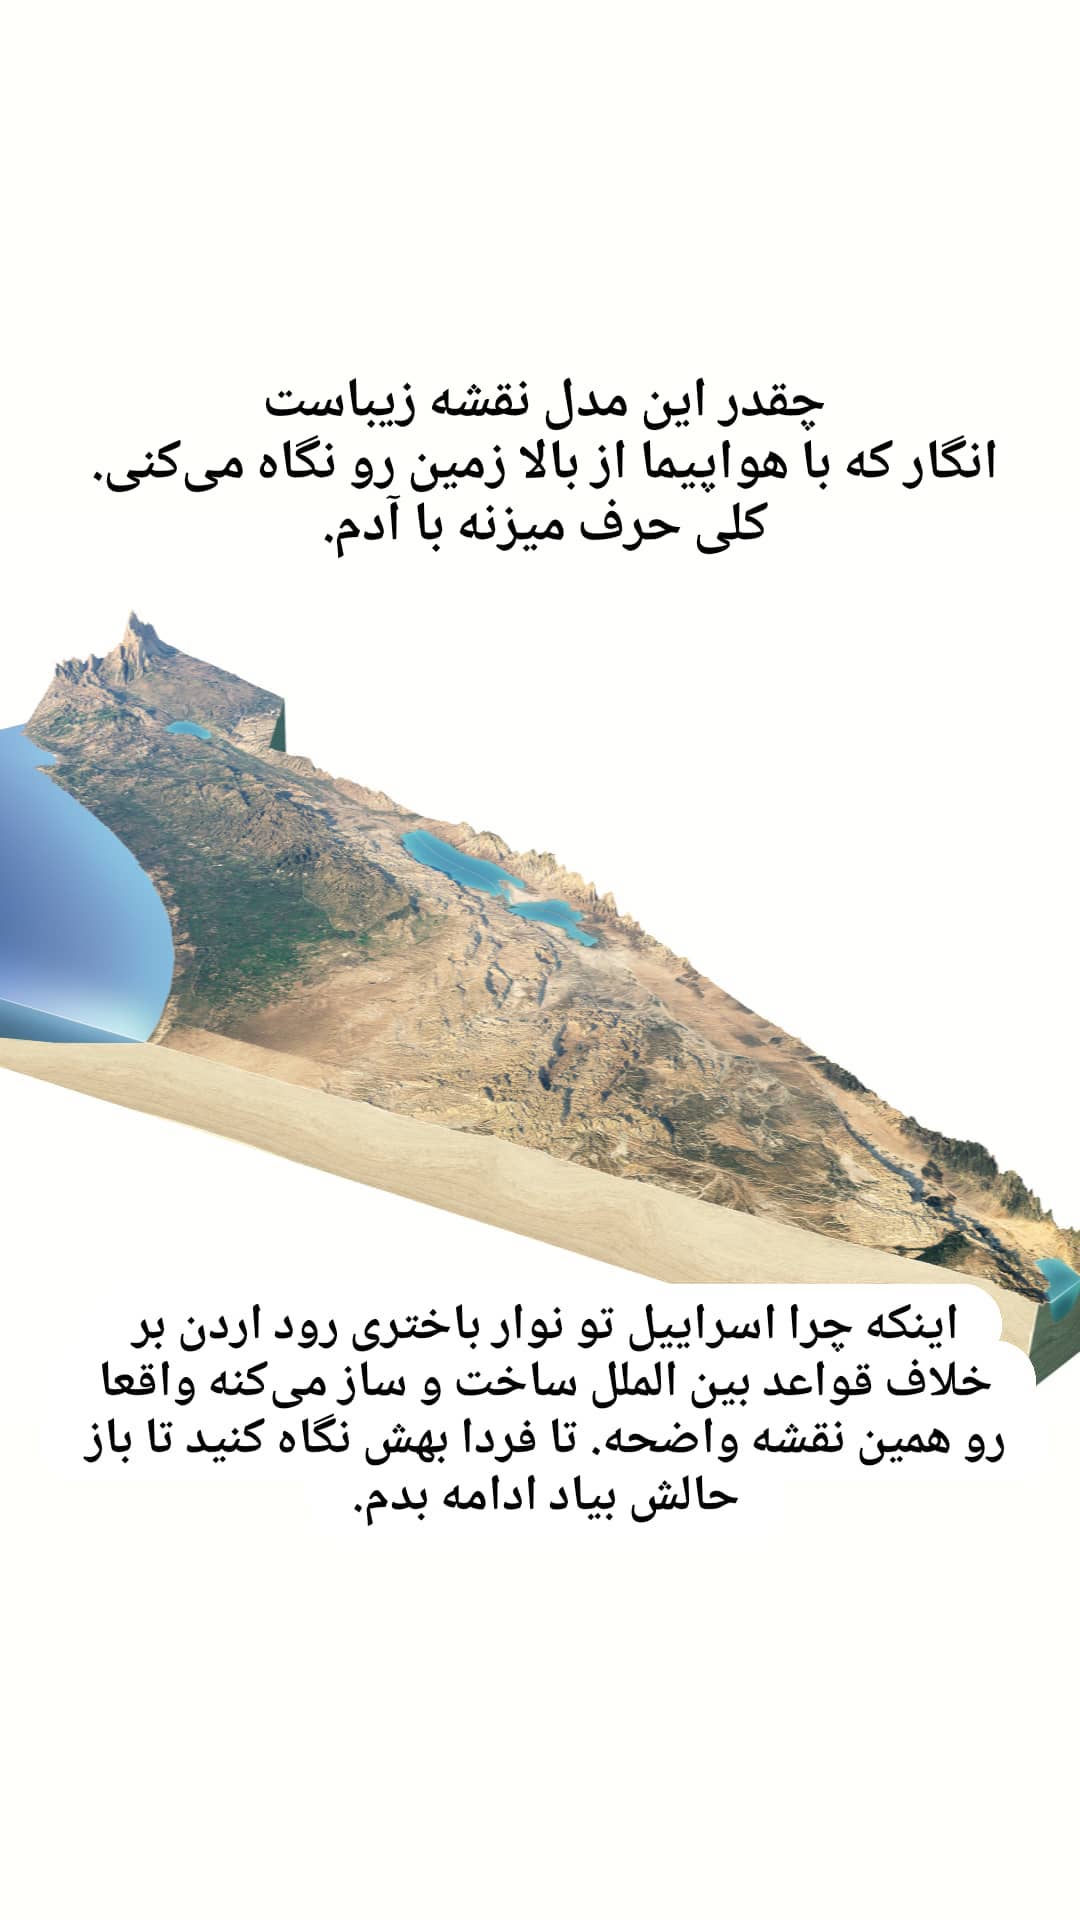 چقدر این مدل نقشه زیباست
انگار که با هواپیما از بالا زمین رو نگاه می‌کنی.
کلی حرف میزنه با آدم.
اینکه چرا اسراییل تو نوار باختری رود اردن بر
خلاف قواعد بین الملل ساخت و ساز می‌کنه واقعا
رو همین نقشه واضحه. تا فردا بهش نگاه کنید تا باز
حالش بیاد ادامه بدم.